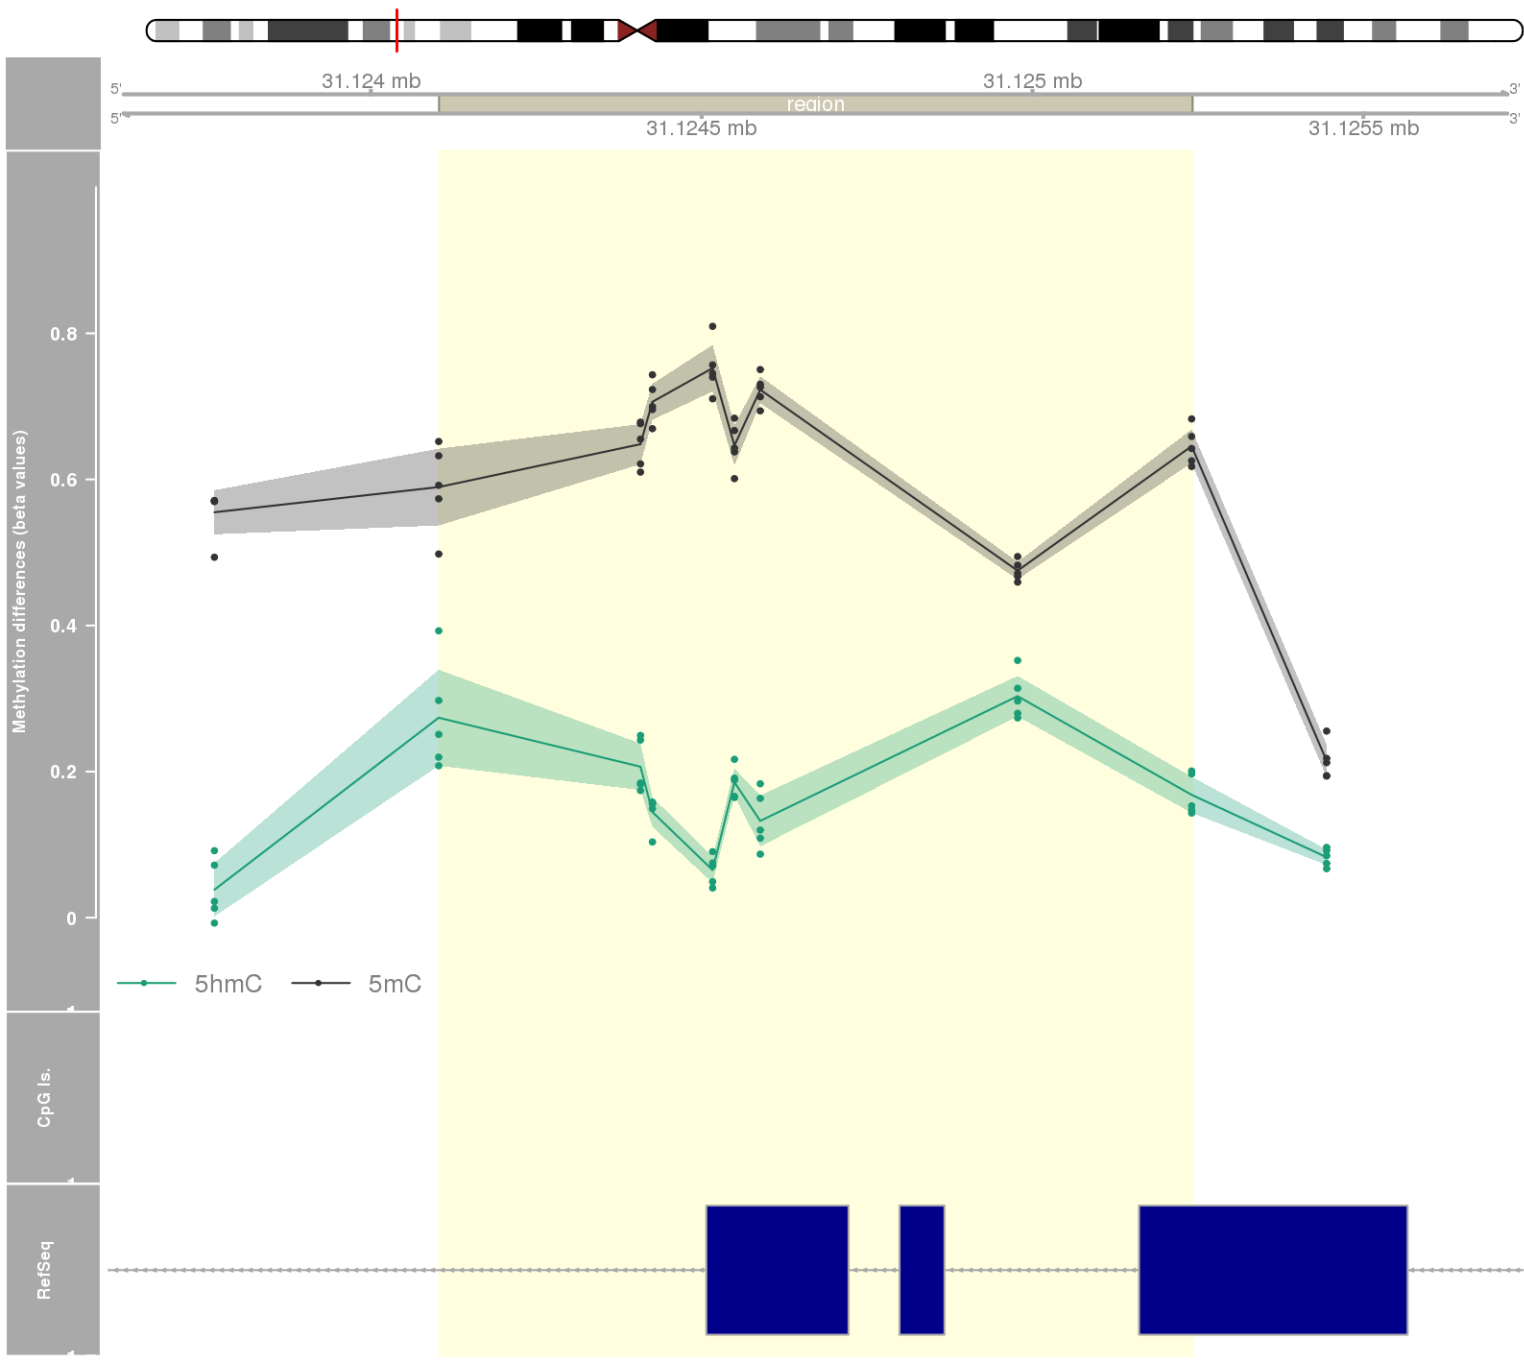 31.124 mb
31.125 mb
5'
3'
region
5'
3'
31.1245 mb
31.1255 mb
Methylation differences (beta values)
0.8
0.6
0.4
0.2
0
5hmC
5mC
CpG Is.
RefSeq